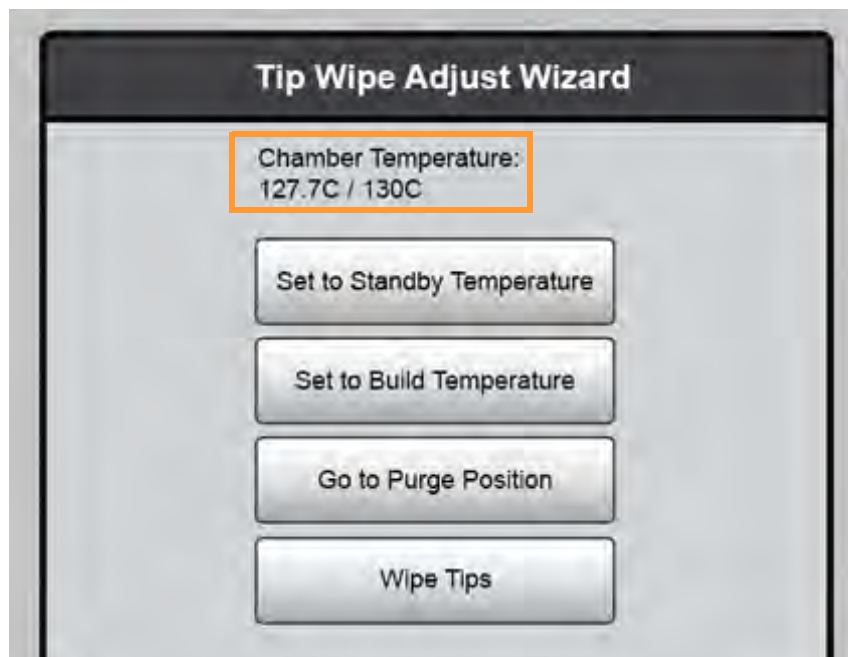 Tip Wipe Adjust Wizard
Chamber Temperature:
127.7C / 130C
Set to Standby Temperature
Set to Build Temperature
Go to Purge Position
Wipe Tips